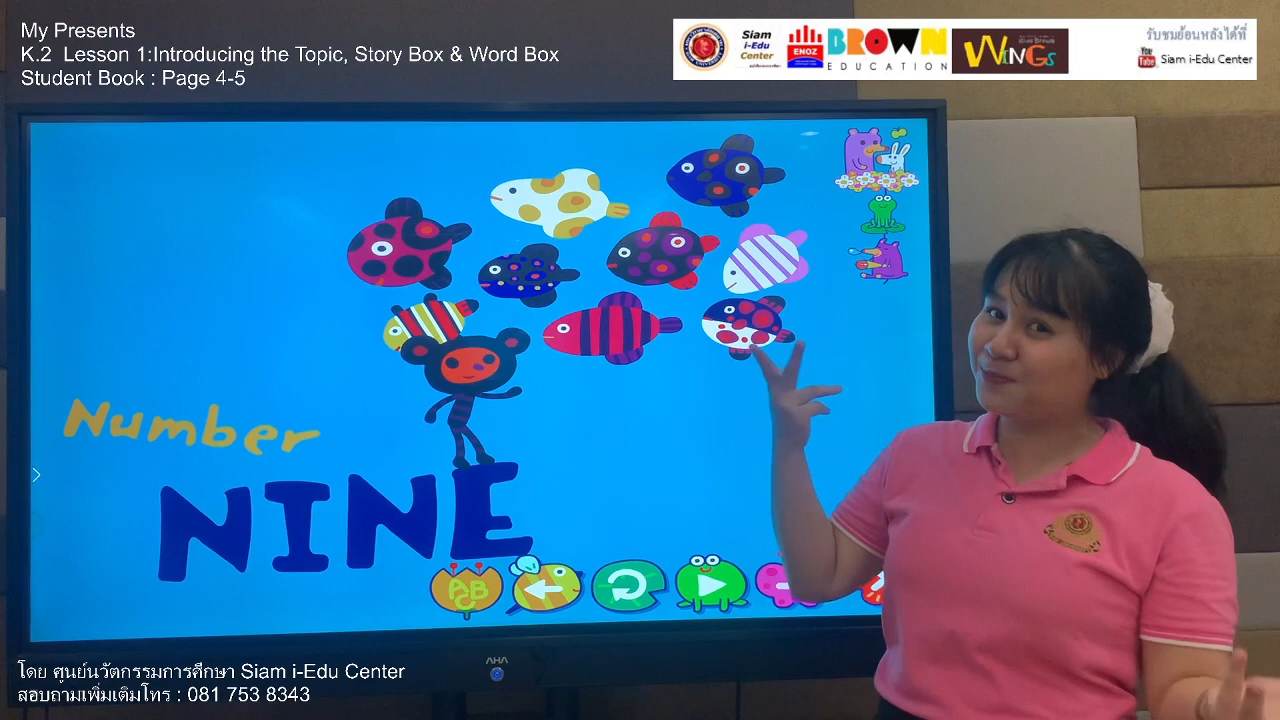 My Presents
K.2 Lesson 1:Introducing the Topic, Story Box & Word Box
Student Book : Page 4-5
Siam
i-Edu
Center
ENOZ
BROWN
EDUCATION
WINGS
รับชมย้อนหลังได้ที่
You
Tube
Siam i-Edu Center
Number
NINE
ABC
AHA
โดย ศูนย์นวัตกรรมการศึกษา Siam i-Edu Center
สอบถามเพิ่มเติมโทร : 081 753 8343